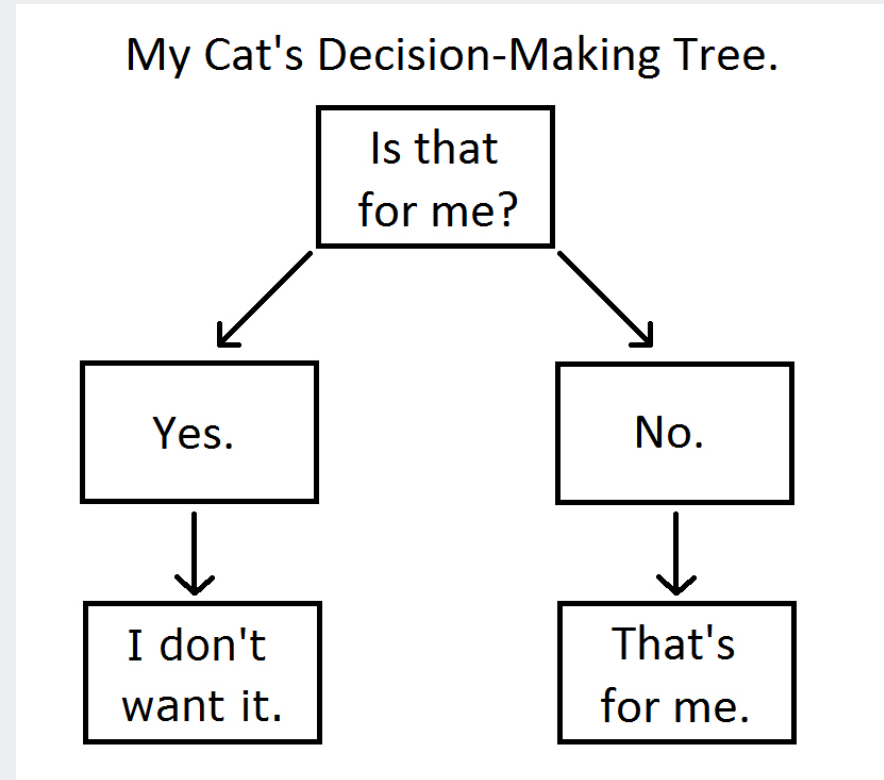 My Cat's Decision-Making Tree.
Is that
for me?
Yes.
No.
I don't
want it.
That's
for me.